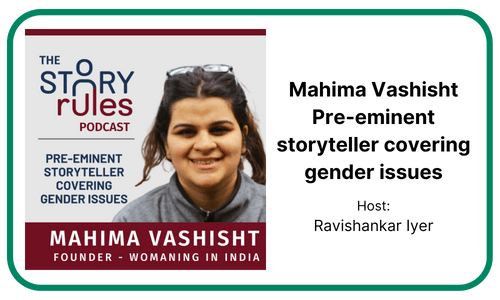 THE
STORY
rules
PODCAST
PRE-EMINENT
STORYTELLER
COVERING
GENDER ISSUES
MAHIMA VASHISHT
FOUNDER - WOMANING IN INDIA
Mahima Vashisht
Pre-eminent
storyteller covering
gender issues
Host:
Ravishankar Iyer